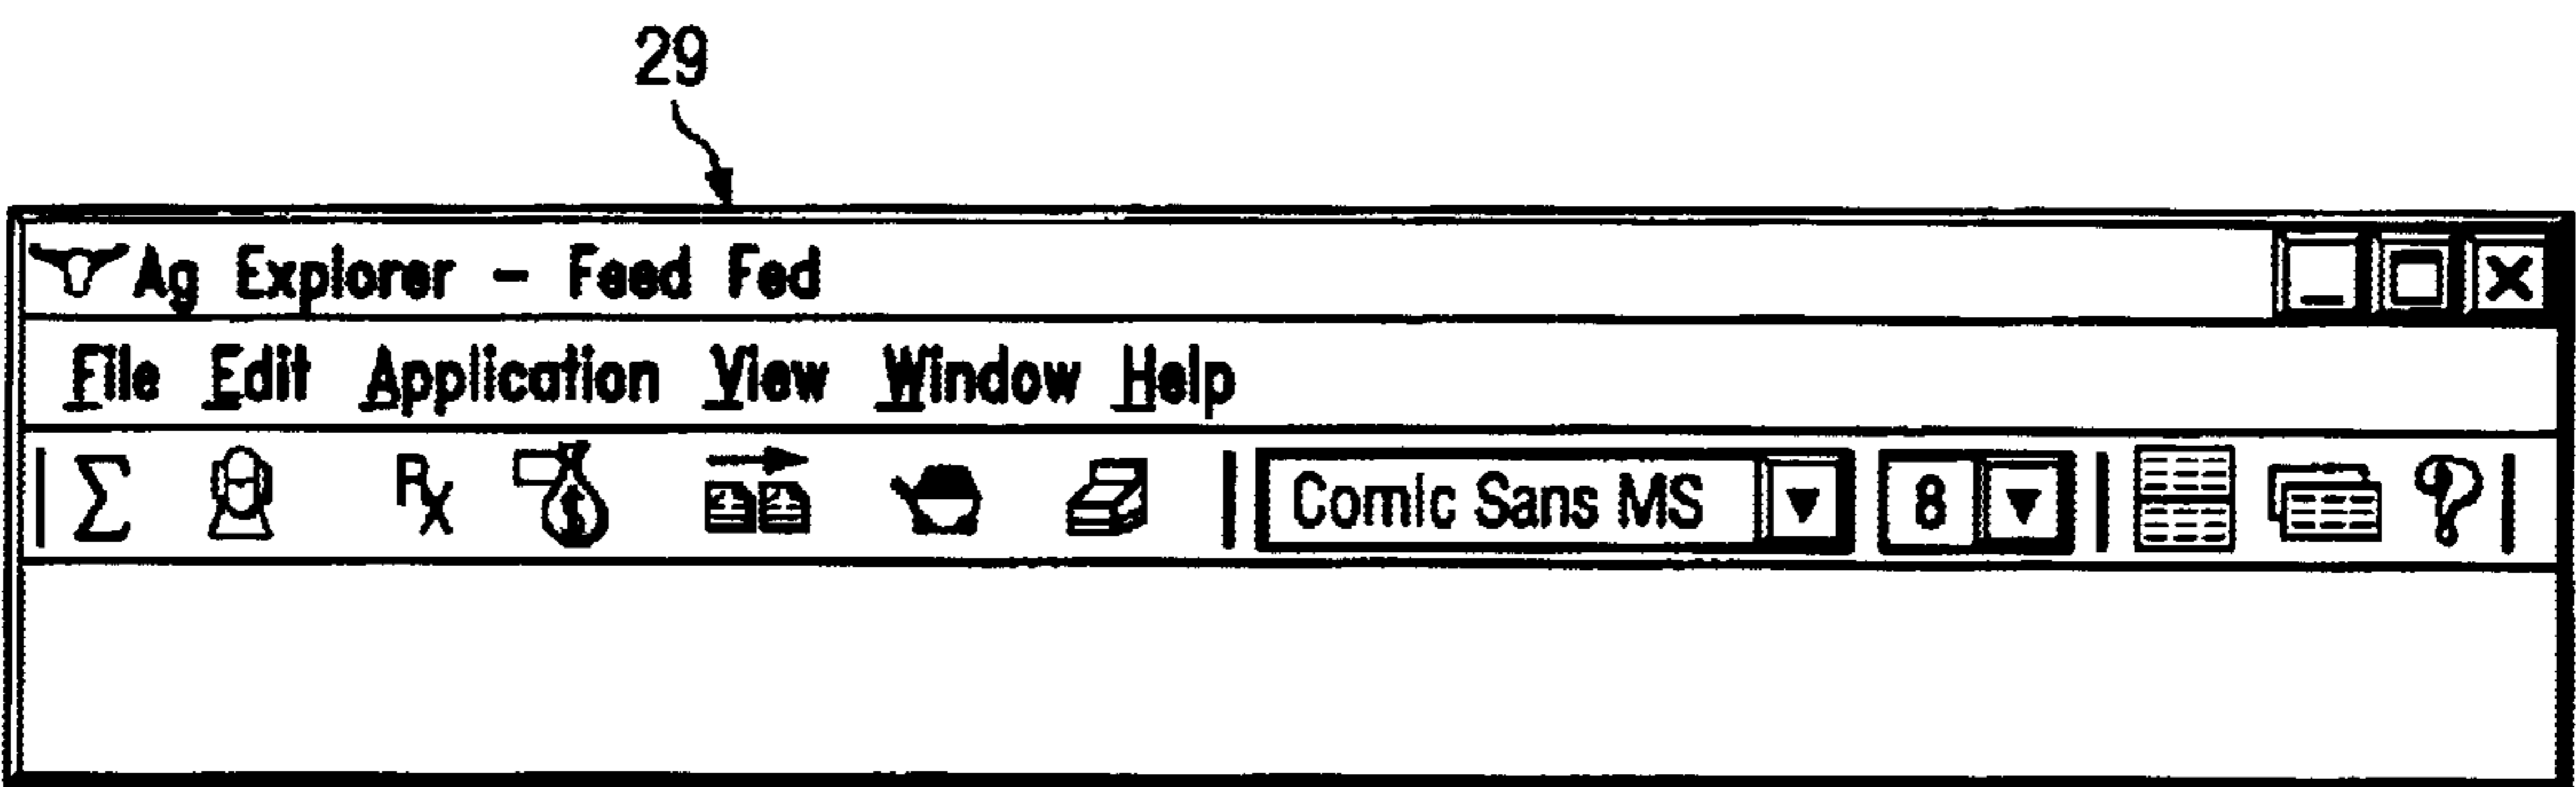 29
Ag Explorer - Feed Fed
File Edit Application View Window Help
Σ Rx $ Comic Sans MS 8 ?